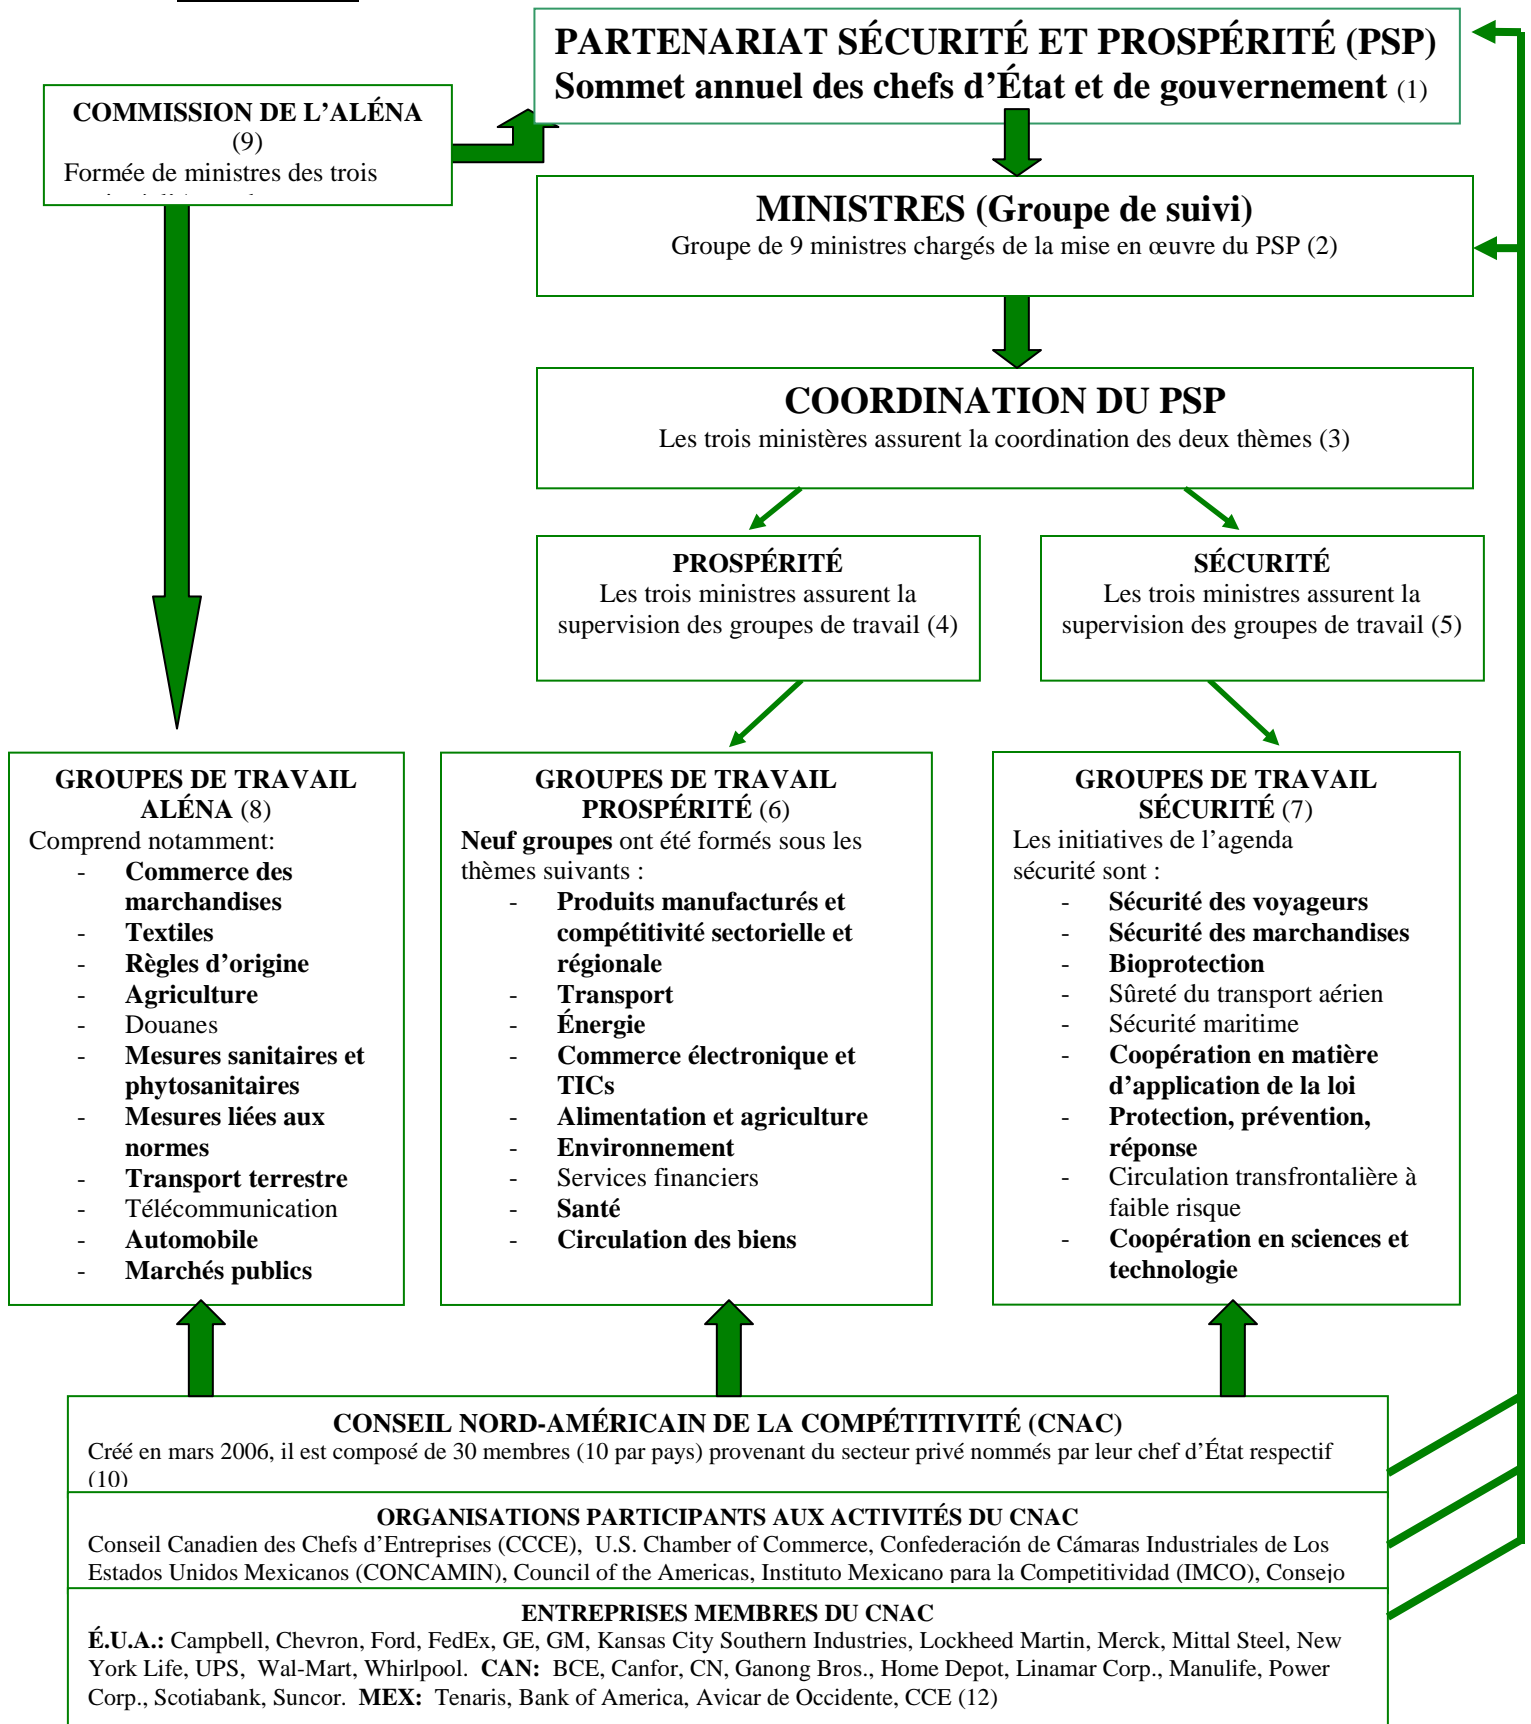 PARTENARIAT SÉCURITÉ ET PROSPÉRITÉ (PSP)
Sommet annuel des chefs d’État et de gouvernement (1)
COMMISSION DE L’ALÉNA
(9)
Formée de ministres des trois
MINISTRES (Groupe de suivi)
Groupe de 9 ministres chargés de la mise en œuvre du PSP (2)
COORDINATION DU PSP
Les trois ministères assurent la coordination des deux thèmes (3)
PROSPÉRITÉ
Les trois ministres assurent la
supervision des groupes de travail (4)
SÉCURITÉ
Les trois ministres assurent la
supervision des groupes de travail (5)
GROUPES DE TRAVAIL
ALÉNA (8)
Comprend notamment:
- Commerce des
marchandises
- Textiles
- Règles d’origine
- Agriculture
- Douanes
- Mesures sanitaires et
phytosanitaires
- Mesures liées aux
normes
- Transport terrestre
- Télécommunication
- Automobile
- Marchés publics
GROUPES DE TRAVAIL
PROSPÉRITÉ (6)
Neuf groupes ont été formés sous les
thèmes suivants :
- Produits manufacturés et
compétitivité sectorielle et
régionale
- Transport
- Énergie
- Commerce électronique et
TICs
- Alimentation et agriculture
- Environnement
- Services financiers
- Santé
- Circulation des biens
GROUPES DE TRAVAIL
SÉCURITÉ (7)
Les initiatives de l’agenda
sécurité sont :
- Sécurité des voyageurs
- Sécurité des marchandises
- Bioprotection
- Sûreté du transport aérien
- Sécurité maritime
- Coopération en matière
d’application de la loi
- Protection, prévention,
réponse
- Circulation transfrontalière à
faible risque
- Coopération en sciences et
technologie
CONSEIL NORD-AMÉRICAIN DE LA COMPÉTITIVITÉ (CNAC)
Créé en mars 2006, il est composé de 30 membres (10 par pays) provenant du secteur privé nommés par leur chef d’État respectif
(10)
ORGANISATIONS PARTICIPANTS AUX ACTIVITÉS DU CNAC
Conseil Canadien des Chefs d’Entreprises (CCCE), U.S. Chamber of Commerce, Confederación de Cámaras Industriales de Los
Estados Unidos Mexicanos (CONCAMIN), Council of the Americas, Instituto Mexicano para la Competitividad (IMCO), Consejo
ENTREPRISES MEMBRES DU CNAC
É.U.A.: Campbell, Chevron, Ford, FedEx, GE, GM, Kansas City Southern Industries, Lockheed Martin, Merck, Mittal Steel, New
York Life, UPS, Wal-Mart, Whirlpool. CAN: BCE, Canfor, CN, Ganong Bros., Home Depot, Linamar Corp., Manulife, Power
Corp., Scotiabank, Suncor. MEX: Tenaris, Bank of America, Avicar de Occidente, CCE (12)